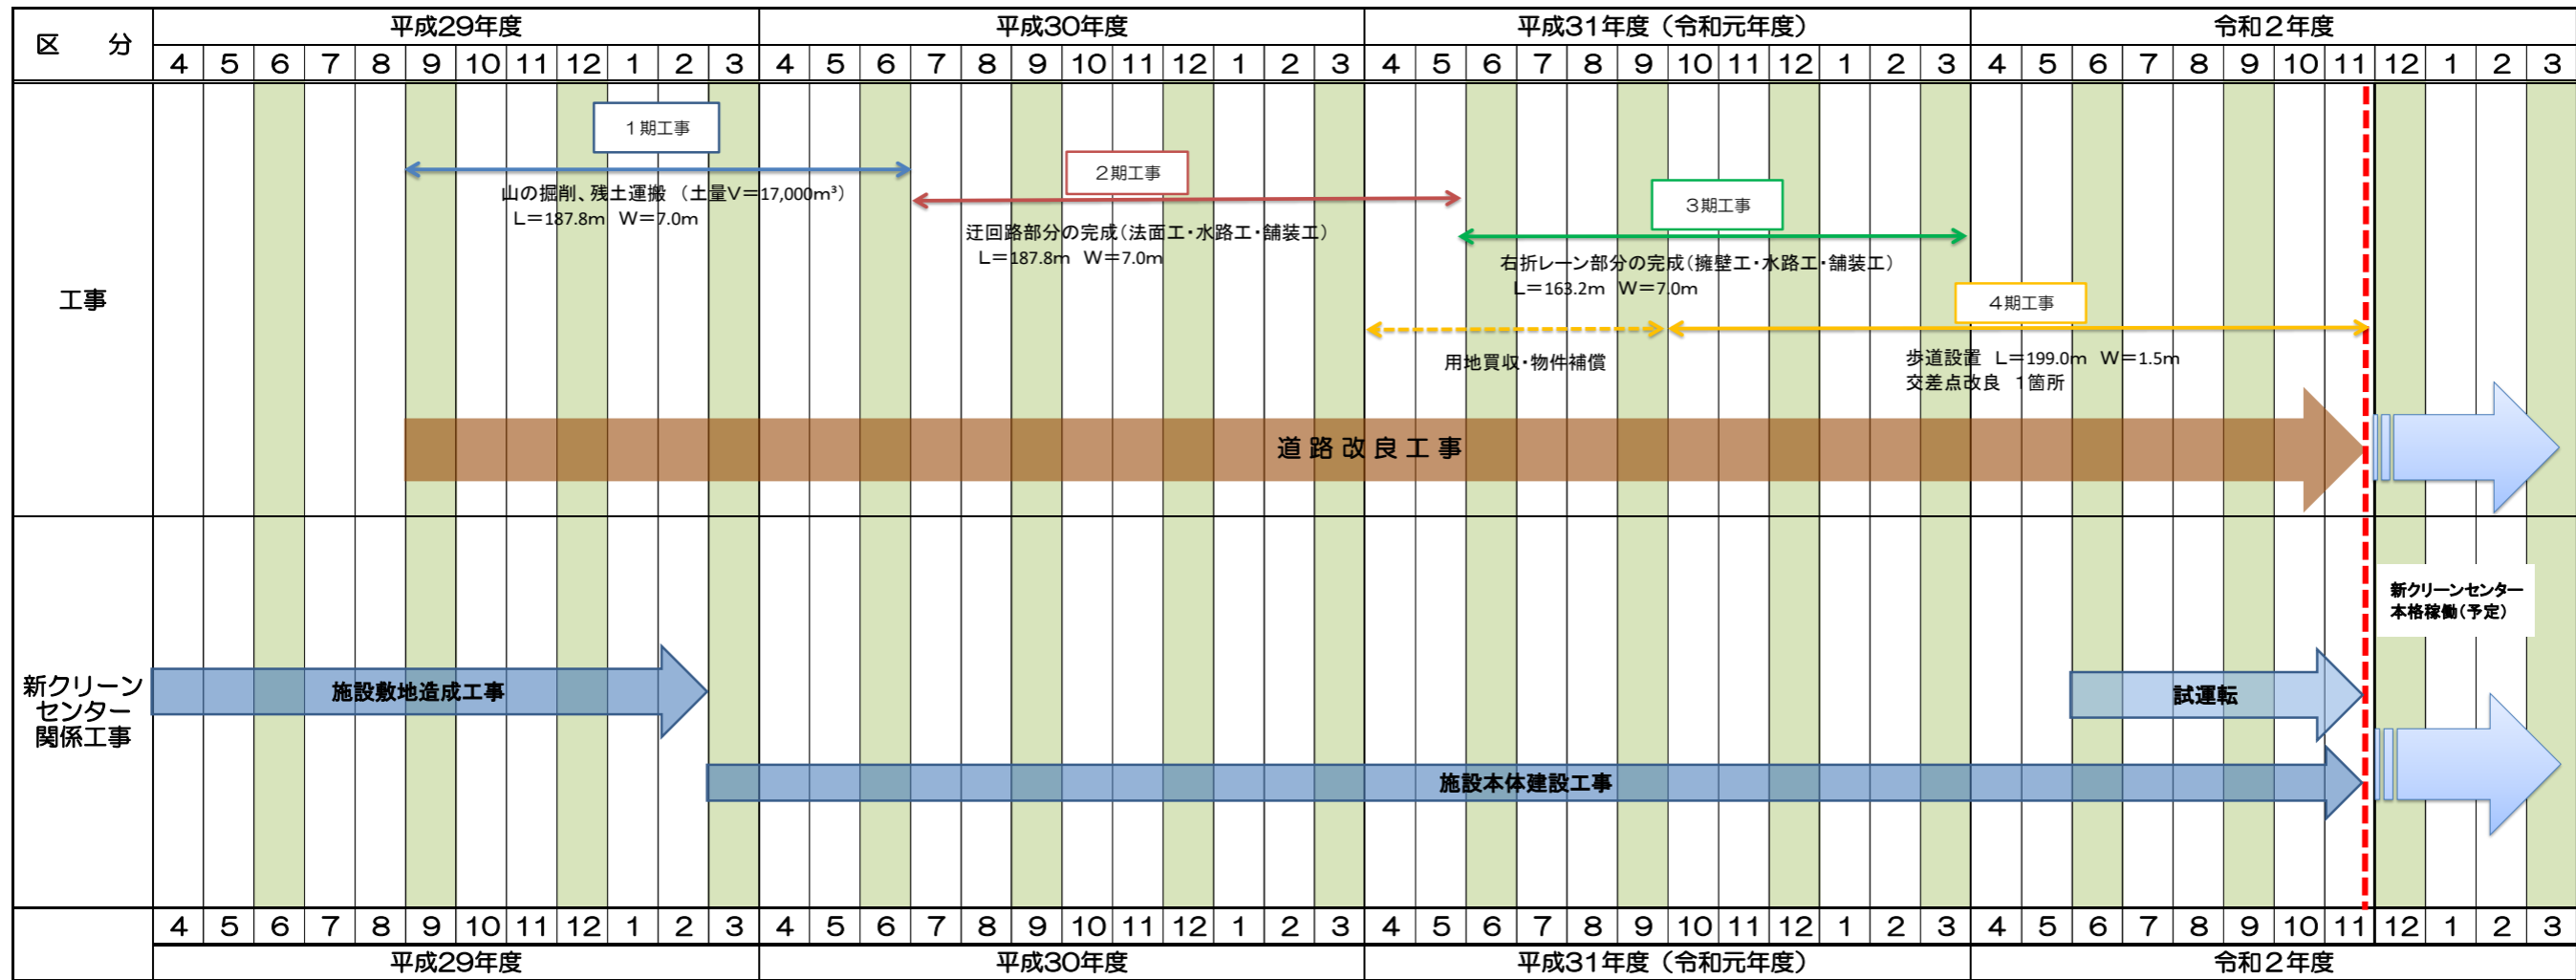 区　分
平成29年度 平成30年度 平成31年度（令和元年度） 令和２年度
4 5 6 7 8 9 10 11 12 1 2 3 4 5 6 7 8 9 10 11 12 1 2 3 4 5 6 7 8 9 10 11 12 1 2 3 4 5 6 7 8 9 10 11 12 1 2 3
工事
１期工事
山の掘削、残土運搬　（土量V＝17,000m³）
L＝187.8m　W＝7.0m
２期工事
迂回路部分の完成（法面工・水路工・舗装工）
L＝187.8m　W＝7.0m
３期工事
右折レーン部分の完成（擁壁工・水路工・舗装工）
L＝163.2m　W＝7.0m
４期工事
用地買収・物件補償
歩道設置　L＝199.0m　W＝1.5m
交差点改良　1箇所
道路改良工事
新クリーン
センター
関係工事
新クリーンセンター
本格稼働（予定）
施設敷地造成工事
試運転
施設本体建設工事
4 5 6 7 8 9 10 11 12 1 2 3 4 5 6 7 8 9 10 11 12 1 2 3 4 5 6 7 8 9 10 11 12 1 2 3 4 5 6 7 8 9 10 11 12 1 2 3
平成29年度 平成30年度 平成31年度（令和元年度） 令和２年度